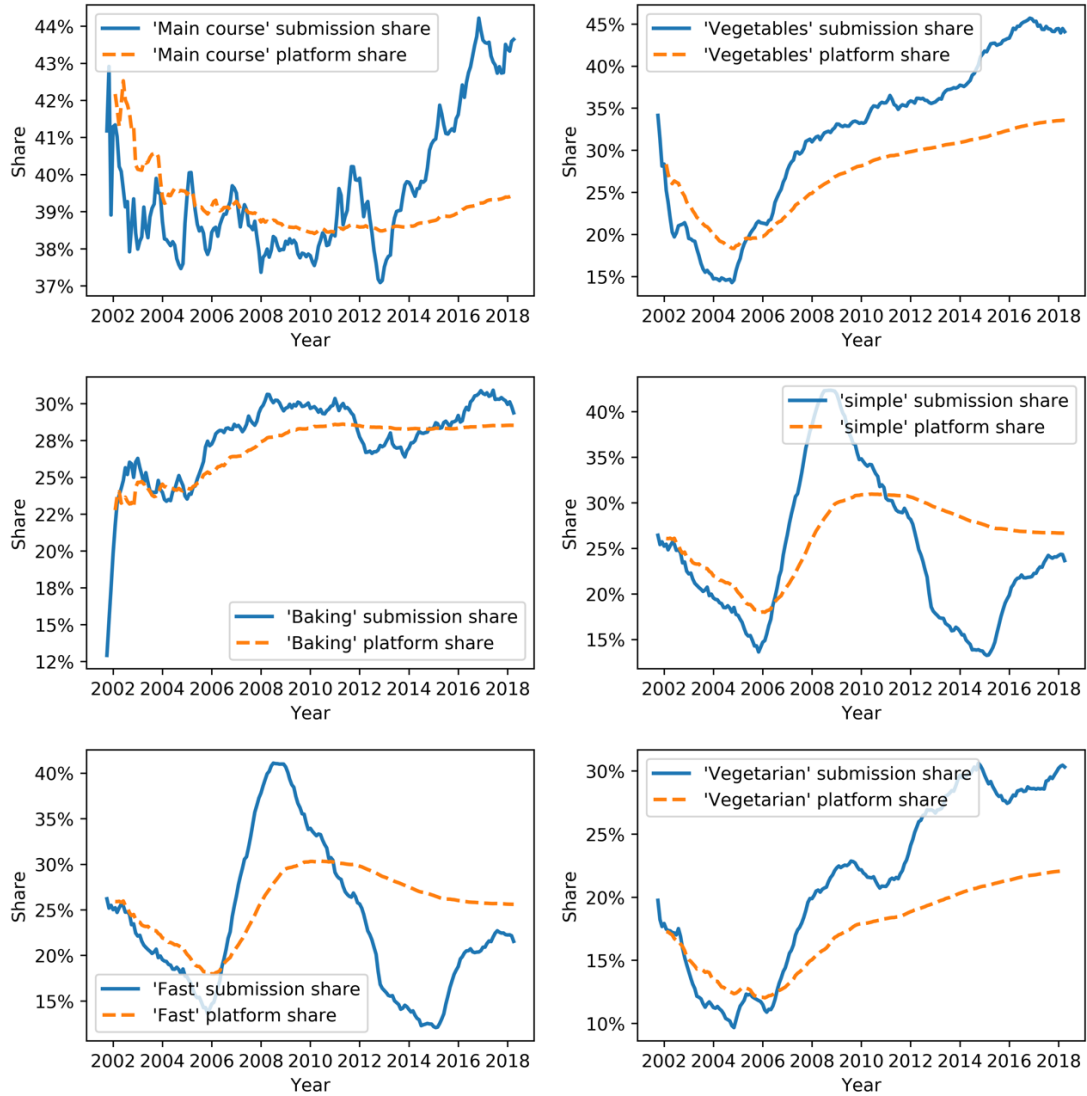 'Main course' submission share
'Main course' platform share
44%
43%
42%
41%
40%
39%
38%
37%
Share
2002 2004 2006 2008 2010 2012 2014 2016 2018
Year
'Vegetables' submission share
'Vegetables' platform share
45%
40%
35%
30%
25%
20%
15%
Share
2002 2004 2006 2008 2010 2012 2014 2016 2018
Year
30%
28%
25%
22%
20%
18%
15%
12%
Share
'Baking' submission share
'Baking' platform share
2002 2004 2006 2008 2010 2012 2014 2016 2018
Year
'simple' submission share
'simple' platform share
40%
35%
30%
25%
20%
15%
Share
2002 2004 2006 2008 2010 2012 2014 2016 2018
Year
40%
35%
30%
25%
20%
15%
Share
'Fast' submission share
'Fast' platform share
2002 2004 2006 2008 2010 2012 2014 2016 2018
Year
'Vegetarian' submission share
'Vegetarian' platform share
30%
25%
20%
15%
10%
Share
2002 2004 2006 2008 2010 2012 2014 2016 2018
Year